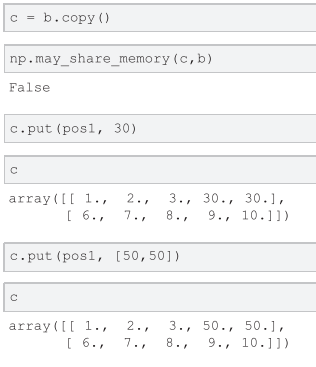 c = b.copy()
np.may_share_memory(c,b)
False
c.put(pos1, 30)
c
array([[ 1.,  2.,  3., 30., 30.],
       [ 6.,  7.,  8.,  9., 10.]])
c.put(pos1, [50,50])
c
array([[ 1.,  2.,  3., 50., 50.],
       [ 6.,  7.,  8.,  9., 10.]])